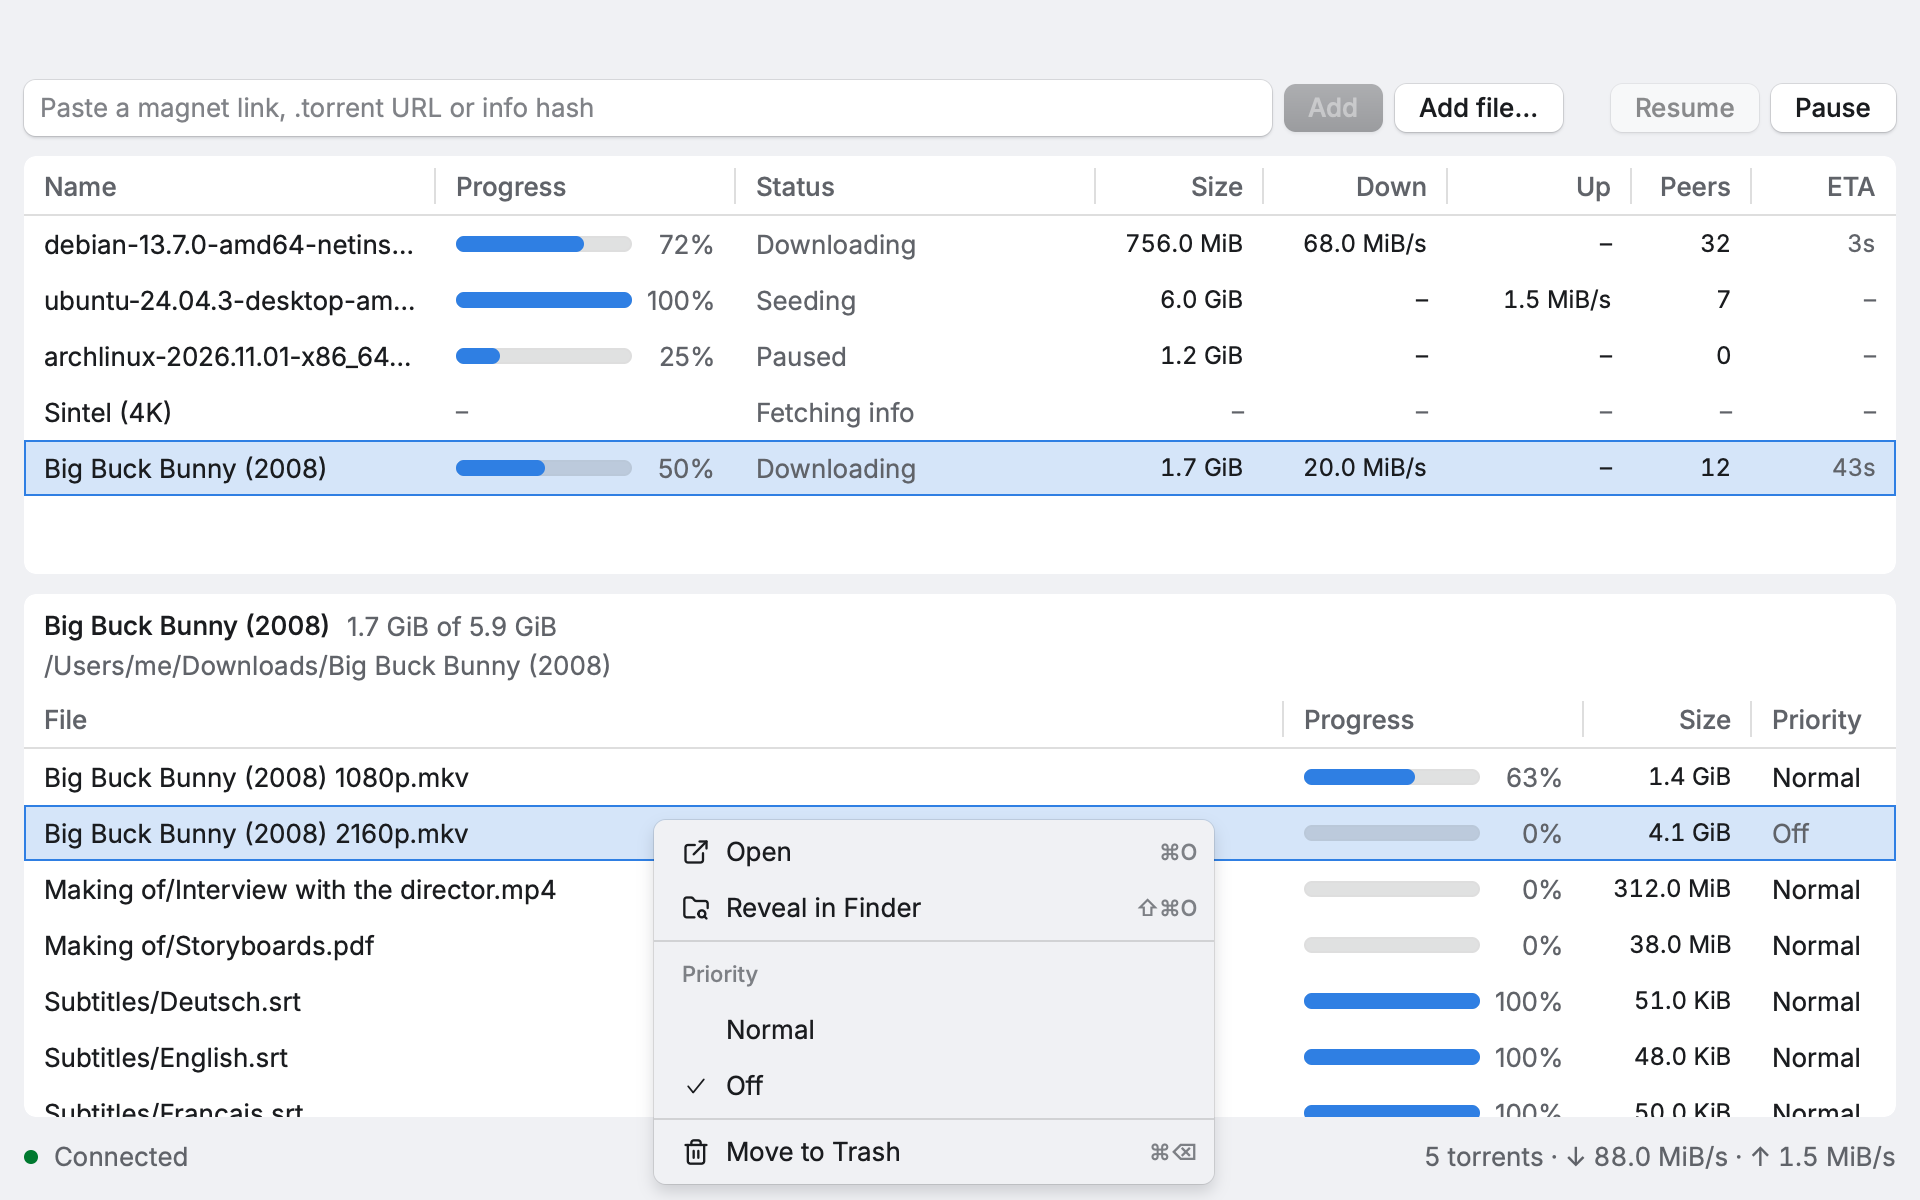 Paste a magnet link, .torrent URL or info hash Add Add file... Resume Pause
Name Progress Status Size Down Up Peers ETA
debian-13.7.0-amd64-netins... 72% Downloading 756.0 MiB 68.0 MiB/s – 32 3s
ubuntu-24.04.3-desktop-am... 100% Seeding 6.0 GiB – 1.5 MiB/s 7 –
archlinux-2026.11.01-x86_64... 25% Paused 1.2 GiB – – 0 –
Sintel (4K) – Fetching info – – – – –
Big Buck Bunny (2008) 50% Downloading 1.7 GiB 20.0 MiB/s – 12 43s
Big Buck Bunny (2008) 1.7 GiB of 5.9 GiB
/Users/me/Downloads/Big Buck Bunny (2008)
File Progress Size Priority
Big Buck Bunny (2008) 1080p.mkv 63% 1.4 GiB Normal
Big Buck Bunny (2008) 2160p.mkv 0% 4.1 GiB Off
Making of/Interview with the director.mp4 0% 312.0 MiB Normal
Making of/Storyboards.pdf 0% 38.0 MiB Normal
Subtitles/Deutsch.srt 100% 51.0 KiB Normal
Subtitles/English.srt 100% 48.0 KiB Normal
Subtitles/Français.srt 100% 50.0 KiB Normal
Open ⌘O
Reveal in Finder ⇧⌘O
Priority
Normal
✓ Off
Move to Trash ⌘⌫
Connected 5 torrents · ↓ 88.0 MiB/s · ↑ 1.5 MiB/s